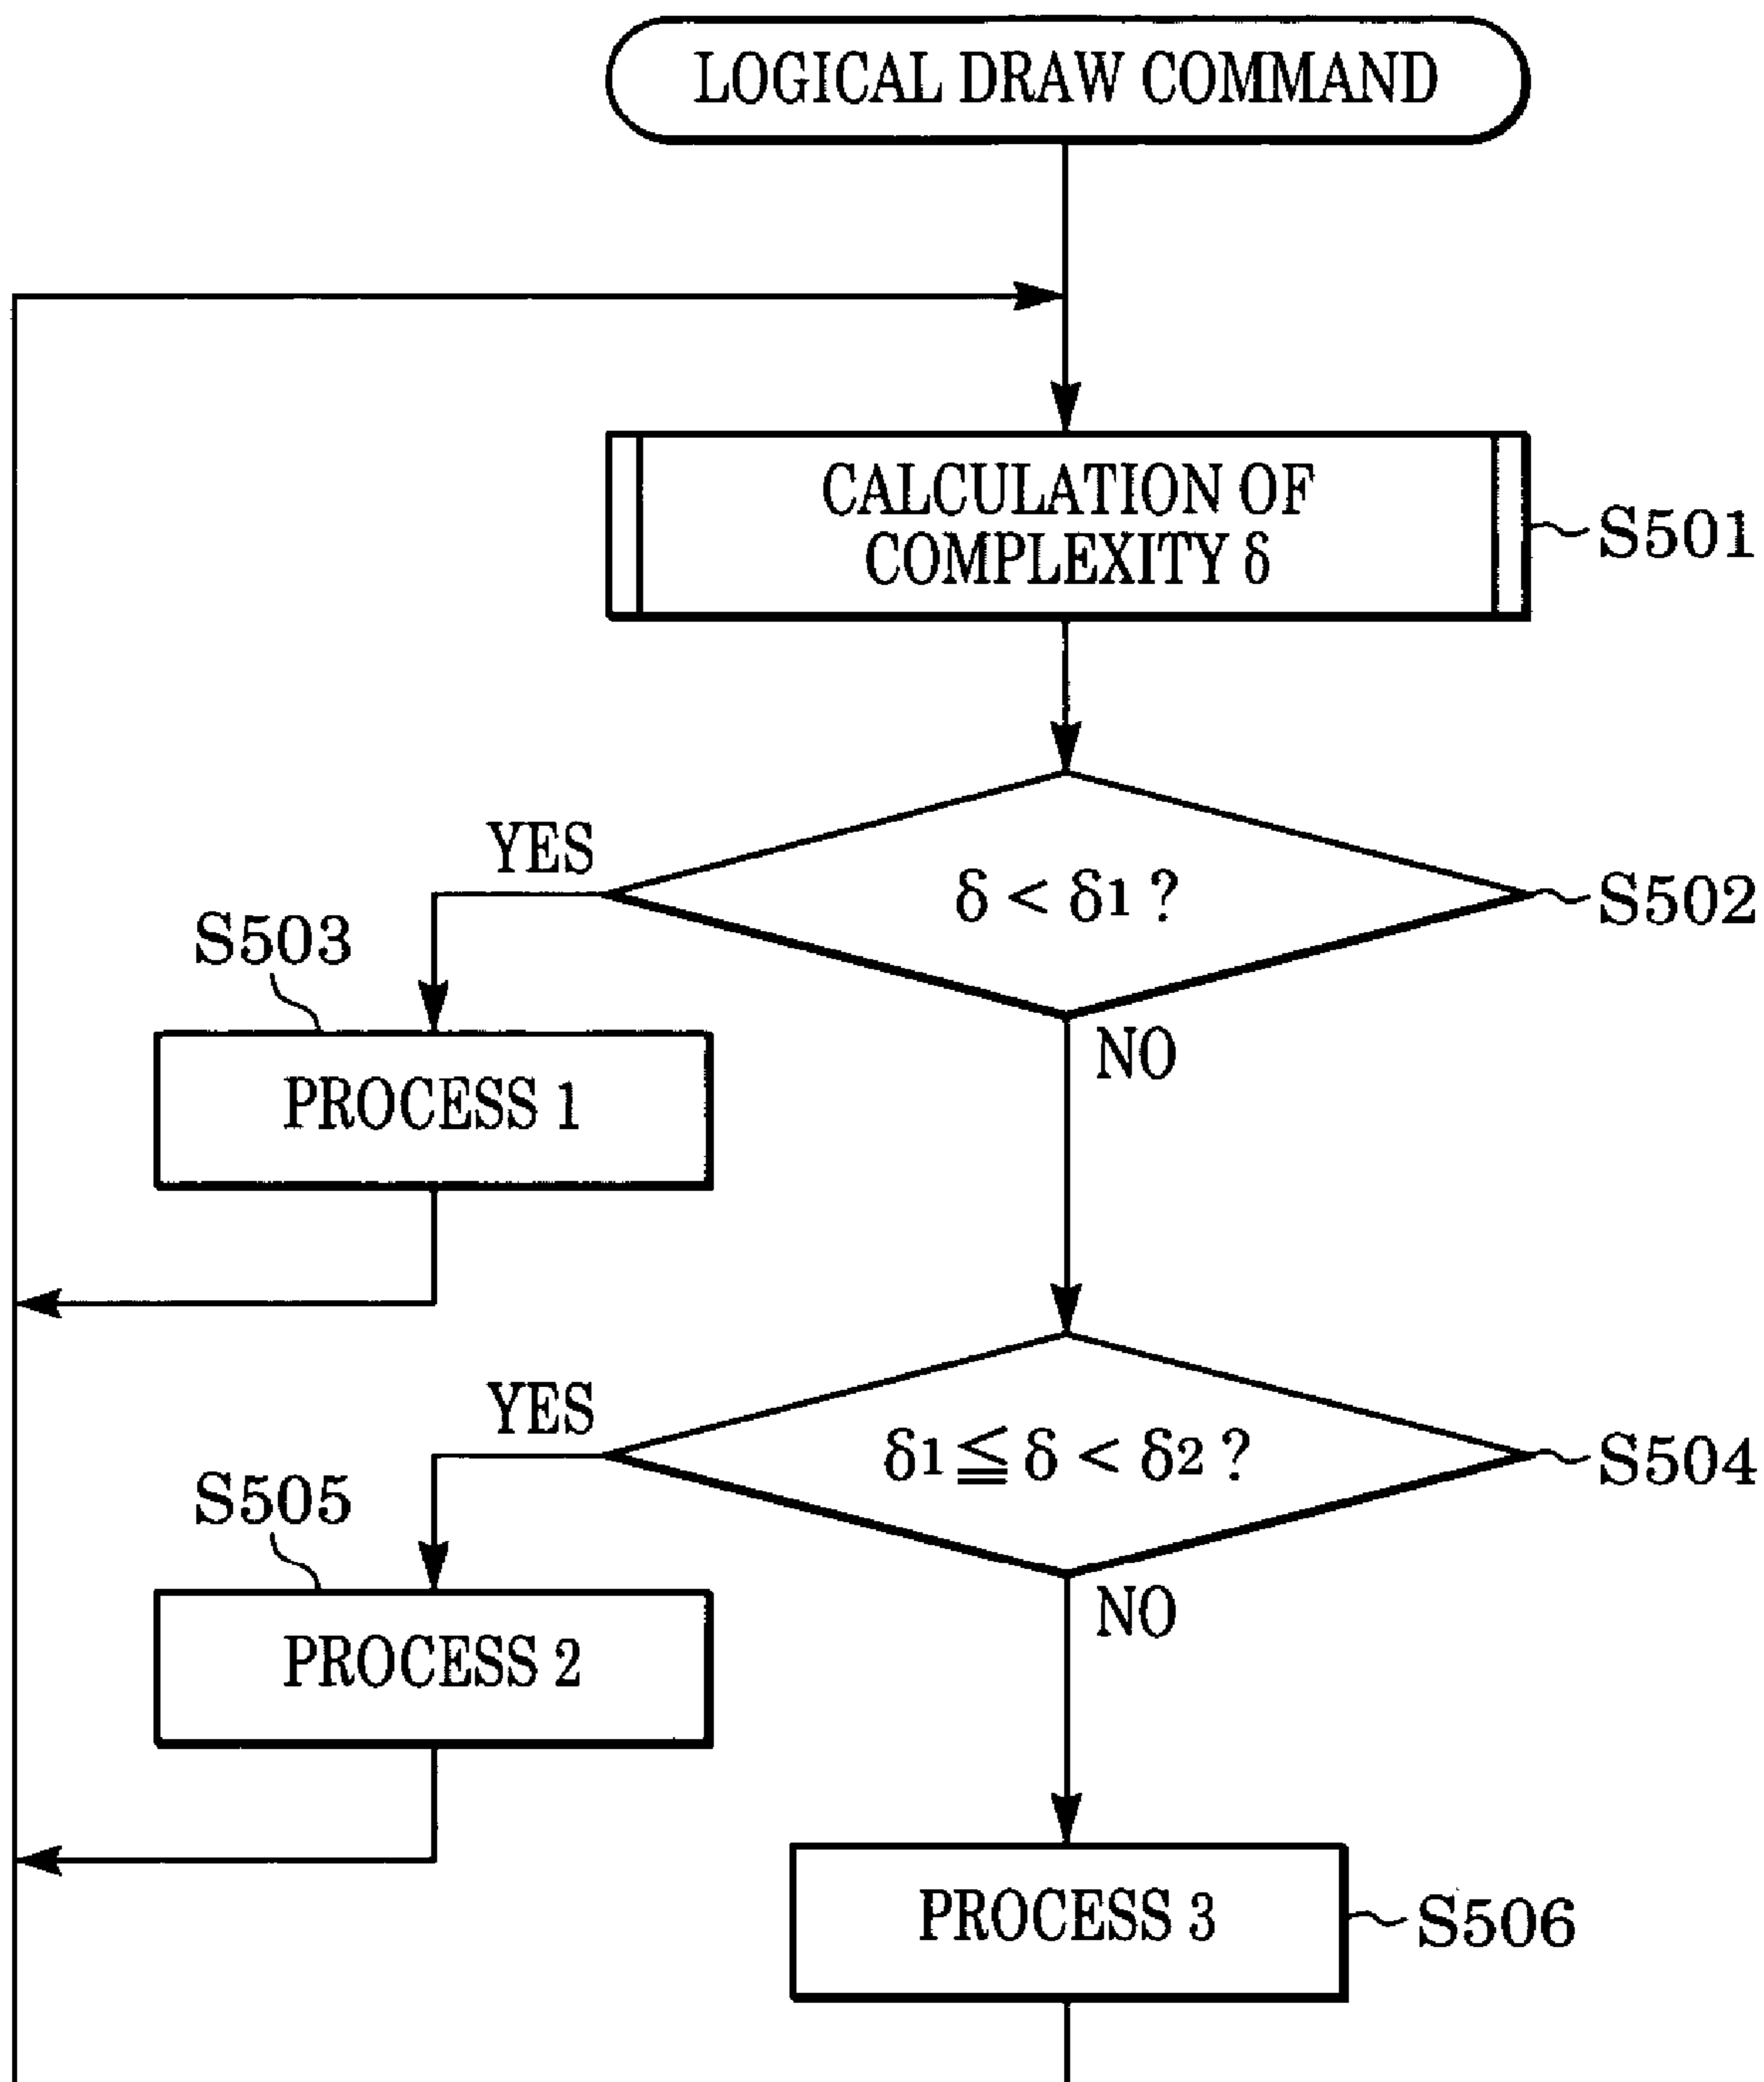 LOGICAL DRAW COMMAND
CALCULATION OF
COMPLEXITY δ
S501
YES
δ < δ1 ?
S502
S503
NO
PROCESS 1
YES
δ1 ≦ δ < δ2 ?
S504
S505
NO
PROCESS 2
PROCESS 3
S506